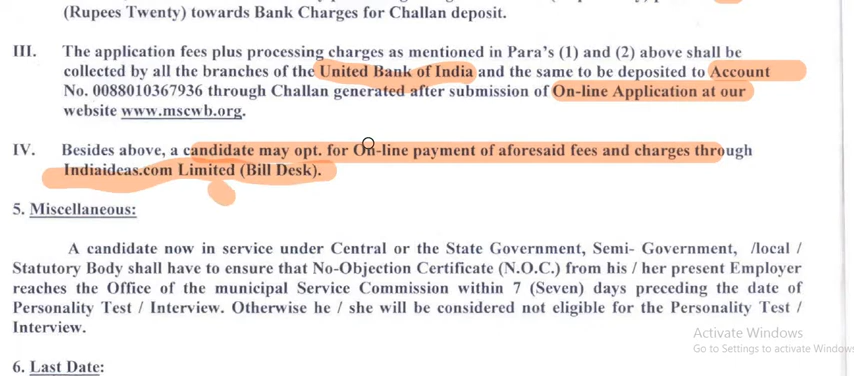 (Rupees Twenty) towards Bank Charges for Challan deposit.
III. The application fees plus processing charges as mentioned in Para's (1) and (2) above shall be
collected by all the branches of the United Bank of India and the same to be deposited to Account
No. 0088010367936 through Challan generated after submission of On-line Application at our
website www.mscwb.org.
IV. Besides above, a candidate may opt. for On-line payment of aforesaid fees and charges through
Indiaideas.com Limited (Bill Desk).
5. Miscellaneous:
A candidate now in service under Central or the State Government, Semi- Government, /local /
Statutory Body shall have to ensure that No-Objection Certificate (N.O.C.) from his / her present Employer
reaches the Office of the municipal Service Commission within 7 (Seven) days preceding the date of
Personality Test / Interview. Otherwise he / she will be considered not eligible for the Personality Test /
Interview.
Activate Windows
Go to Settings to activate Windows
6. Last Date: